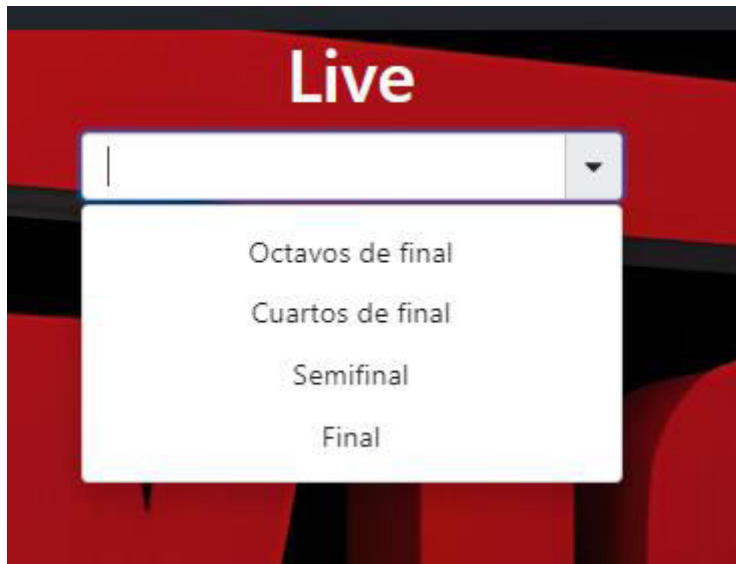 Live
Octavos de final
Cuartos de final
Semifinal
Final